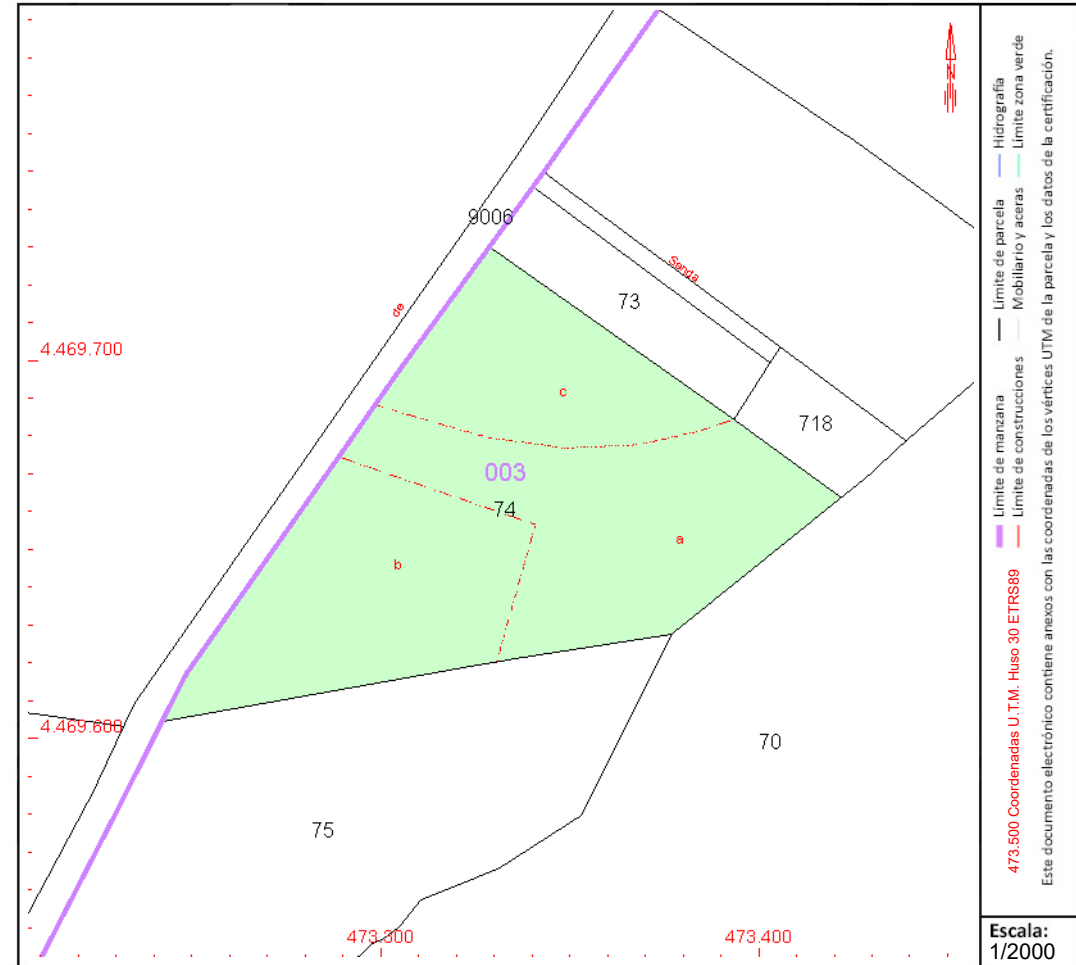 N
9006
Senda
73
de
4.469.700
c
718
003
74
a
b
4.469.600
70
75
473.300
473.400
Límite de manzana
Límite de parcela
Hidrografía
Límite de construcciones
Mobiliario y aceras
Límite zona verde
473.500 Coordenadas U.T.M. Huso 30 ETRS89
Este documento electrónico contiene anexos con las coordenadas de los vértices UTM de la parcela y los datos de la certificación.
Escala:
1/2000